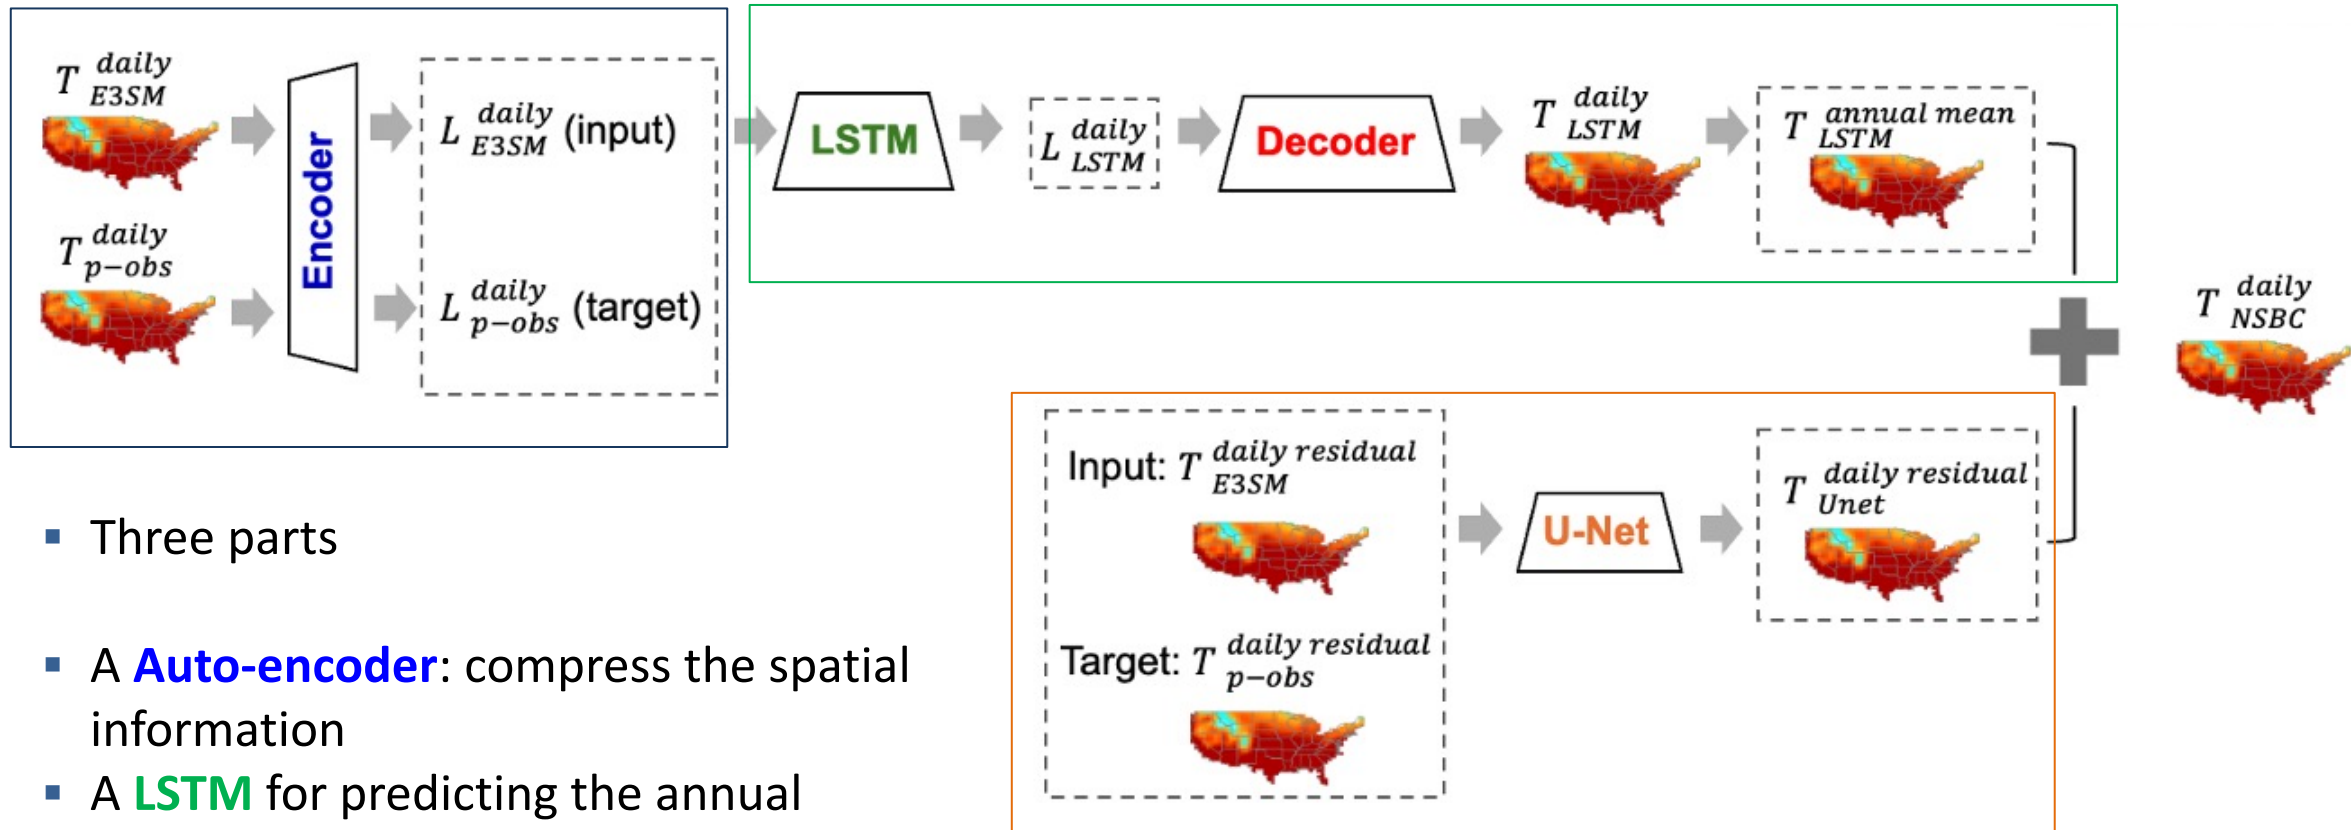 T daily E3SM
Encoder
L daily E3SM (input)
LSTM
L daily LSTM
Decoder
T daily LSTM
T annual mean LSTM
T daily p−obs
L daily p−obs (target)
T daily NSBC
Input: T daily residual E3SM
U-Net
T daily residual Unet
Target: T daily residual p−obs
▪ Three parts
▪ A Auto-encoder: compress the spatial
information
▪ A LSTM for predicting the annual